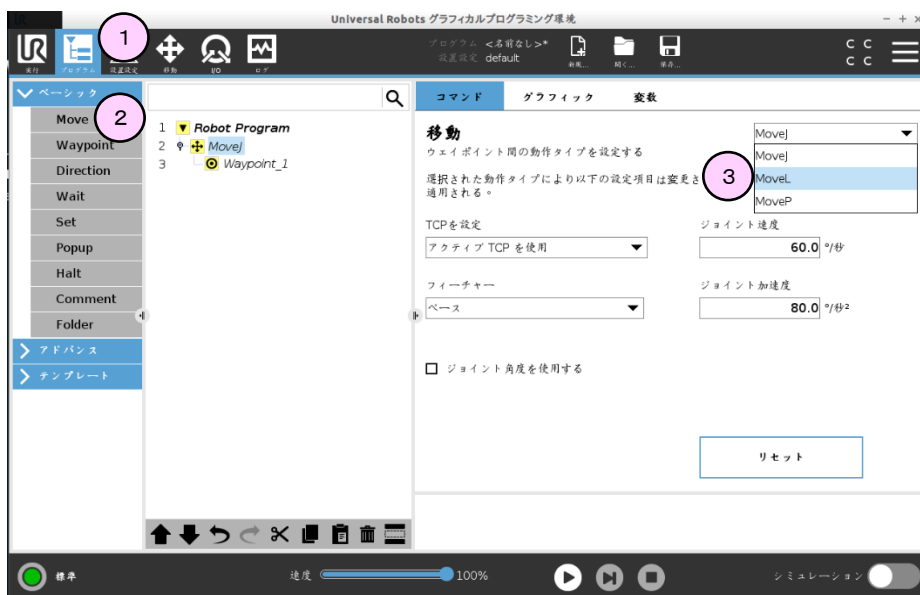 UR
Universal Robots グラフィカルプログラミング環境
1
UR
実行
プログラム
設置設定
移動
I/O
ログ
プログラム <名前なし>*
設置設定 default
新規...
開く...
保存...
C C
C C
ベーシック
Move
2
Waypoint
Direction
Wait
Set
Popup
Halt
Comment
Folder
アドバンス
テンプレート
1 Robot Program
2 MoveJ
3 Waypoint_1
コマンド グラフィック 変数
移動
MoveJ
ウェイポイント間の動作タイプを設定する
MoveJ
選択された動作タイプにより以下の設定項目は変更さ
3
MoveL
適用される。
MoveP
TCPを設定
ジョイント速度
アクティブ TCP を使用
60.0 °/秒
フィーチャー
ジョイント加速度
ベース
80.0 °/秒²
ジョイント角度を使用する
リセット
標準
速度
100%
シミュレーション